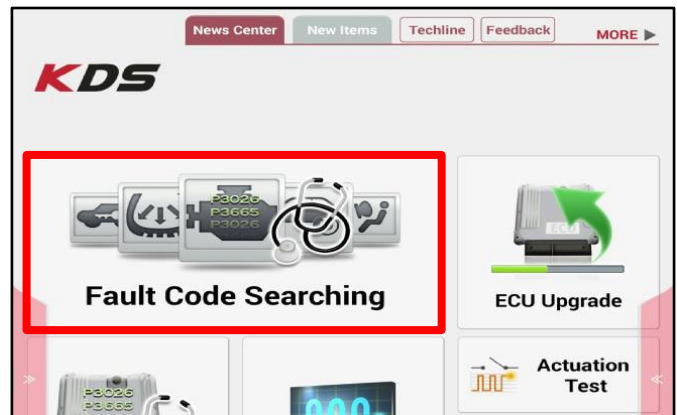 News Center
New Items
Techline
Feedback
MORE
KDS
P3026
P3665
P3026
ECU
Fault Code Searching
ECU Upgrade
Actuation
Test
P3026
P3665